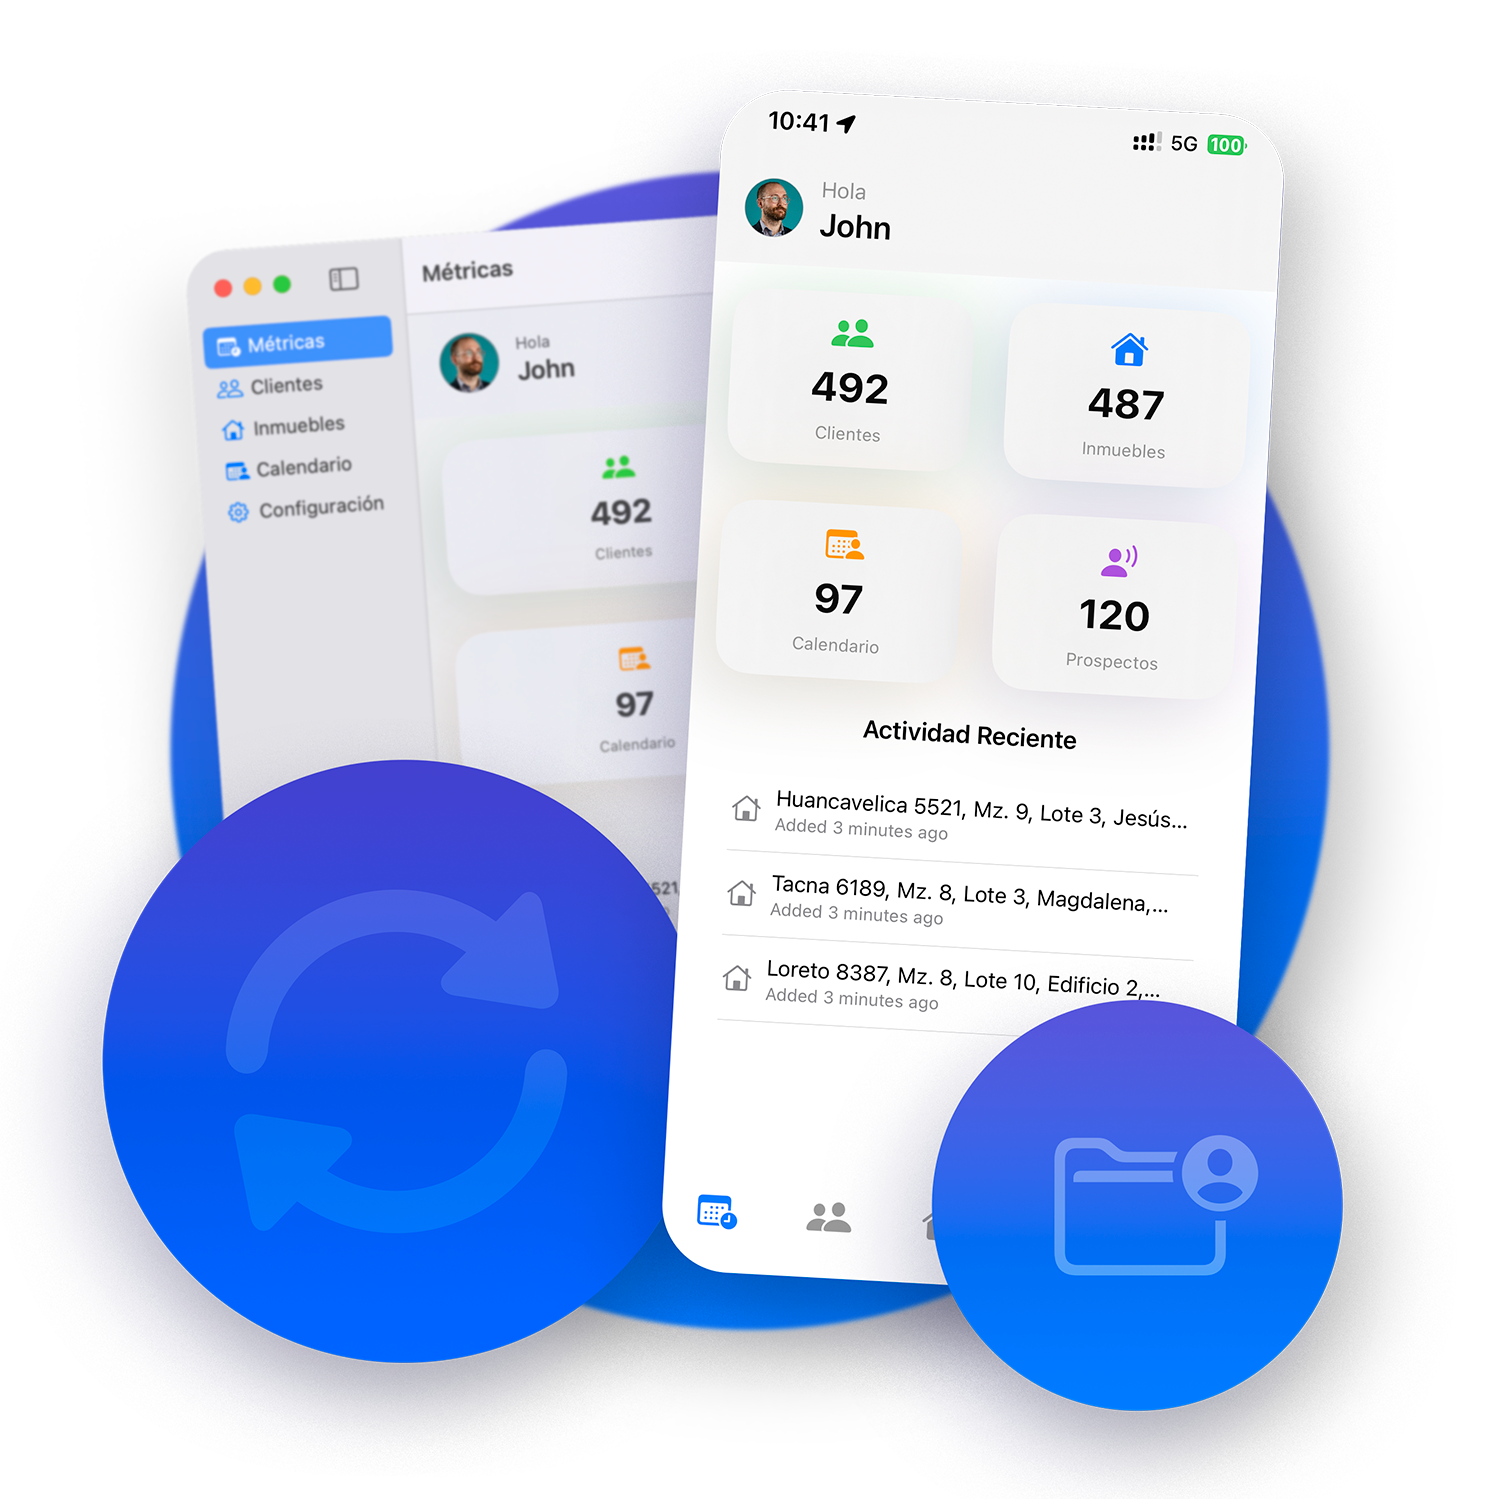 Métricas
Métricas
Clientes
Inmuebles
Calendario
Configuración
Hola
John
492
Clientes
97
Calendario
521,
10:41
5G
100
Hola
John
492
Clientes
487
Inmuebles
97
Calendario
120
Prospectos
Actividad Reciente
Huancavelica 5521, Mz. 9, Lote 3, Jesús...
Added 3 minutes ago
Tacna 6189, Mz. 8, Lote 3, Magdalena,...
Added 3 minutes ago
Loreto 8387, Mz. 8, Lote 10, Edificio 2,...
Added 3 minutes ago